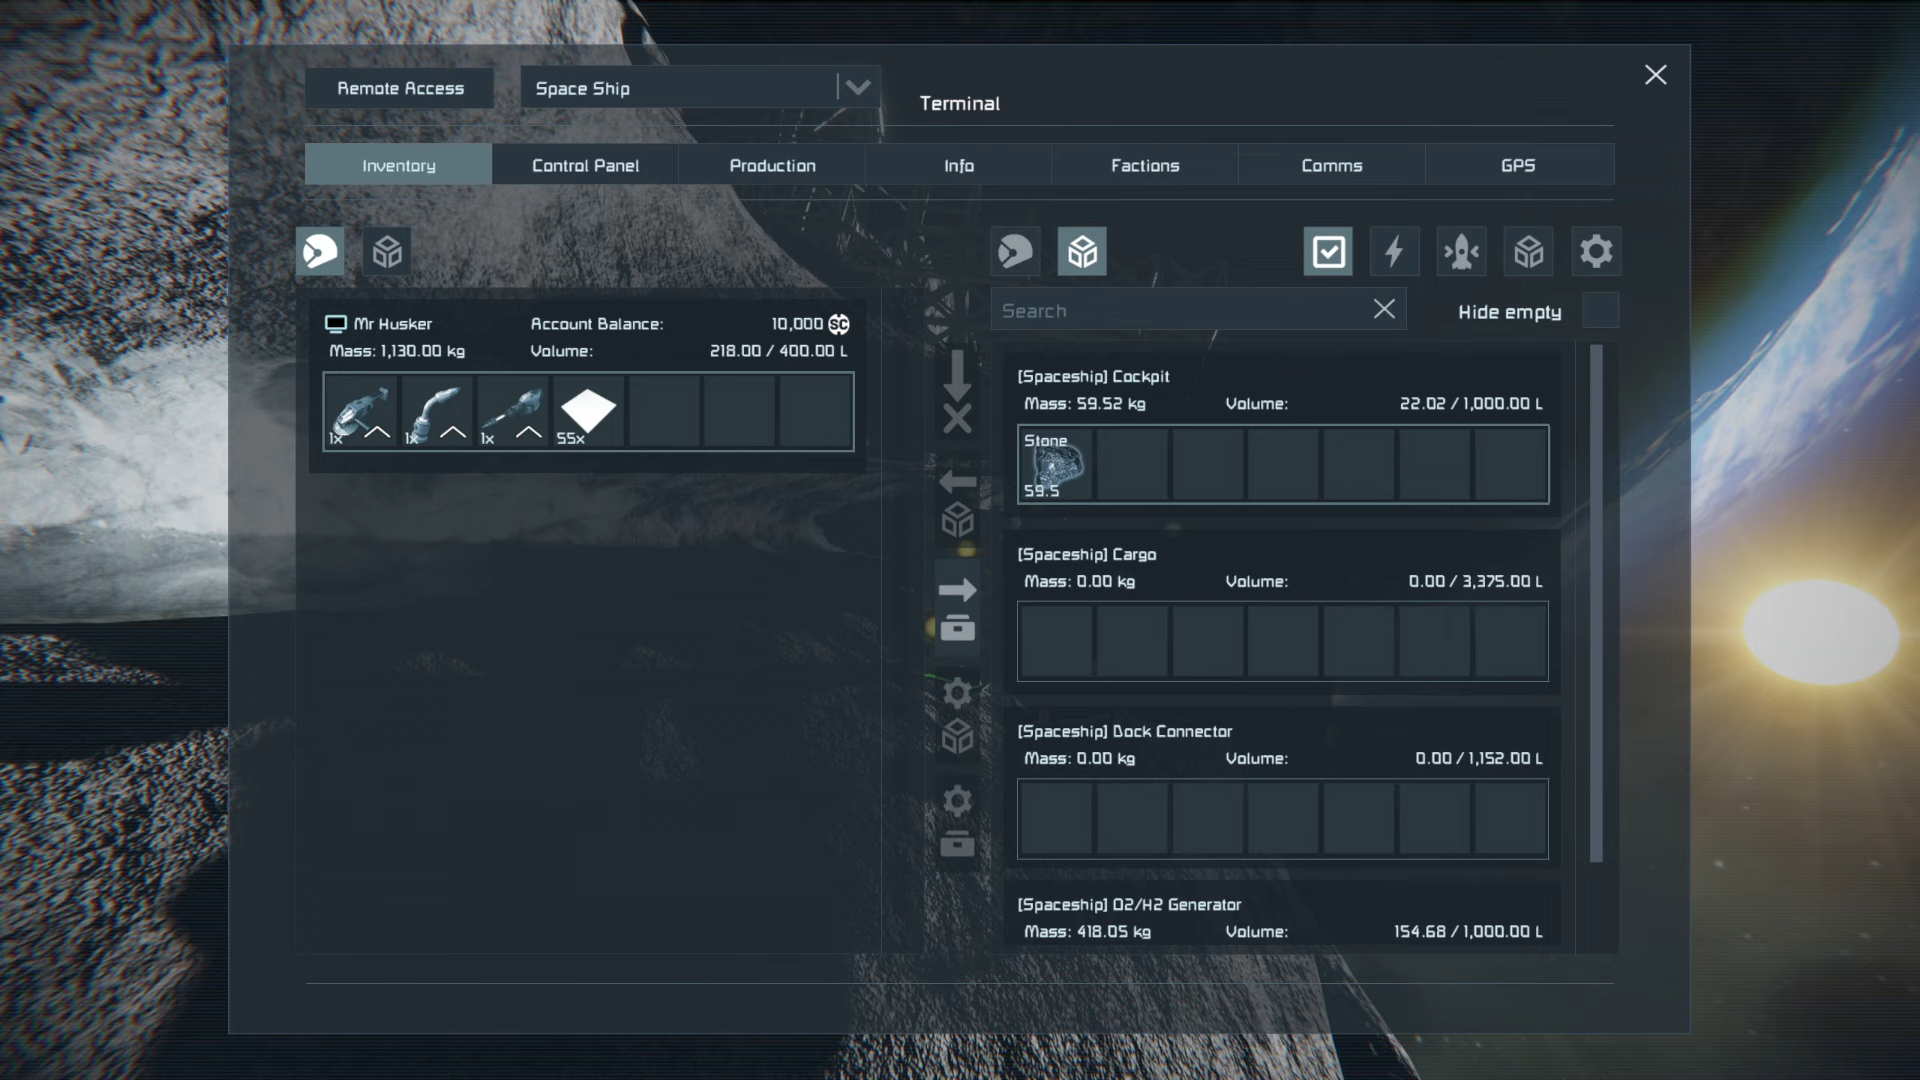 Remote Access
Space Ship
Terminal
Inventory
Control Panel
Production
Info
Factions
Comms
GPS
Mr Husker
Account Balance:
10,000 SC
Mass: 1,130.00 kg
Volume:
218.00 / 400.00 L
1x
1x
1x
55x
Search
Hide empty
[Spaceship] Cockpit
Mass: 59.52 kg
Volume:
22.02 / 1,000.00 L
Stone
59.5
[Spaceship] Cargo
Mass: 0.00 kg
Volume:
0.00 / 3,375.00 L
[Spaceship] Dock Connector
Mass: 0.00 kg
Volume:
0.00 / 1,152.00 L
[Spaceship] O2/H2 Generator
Mass: 418.05 kg
Volume:
154.68 / 1,000.00 L